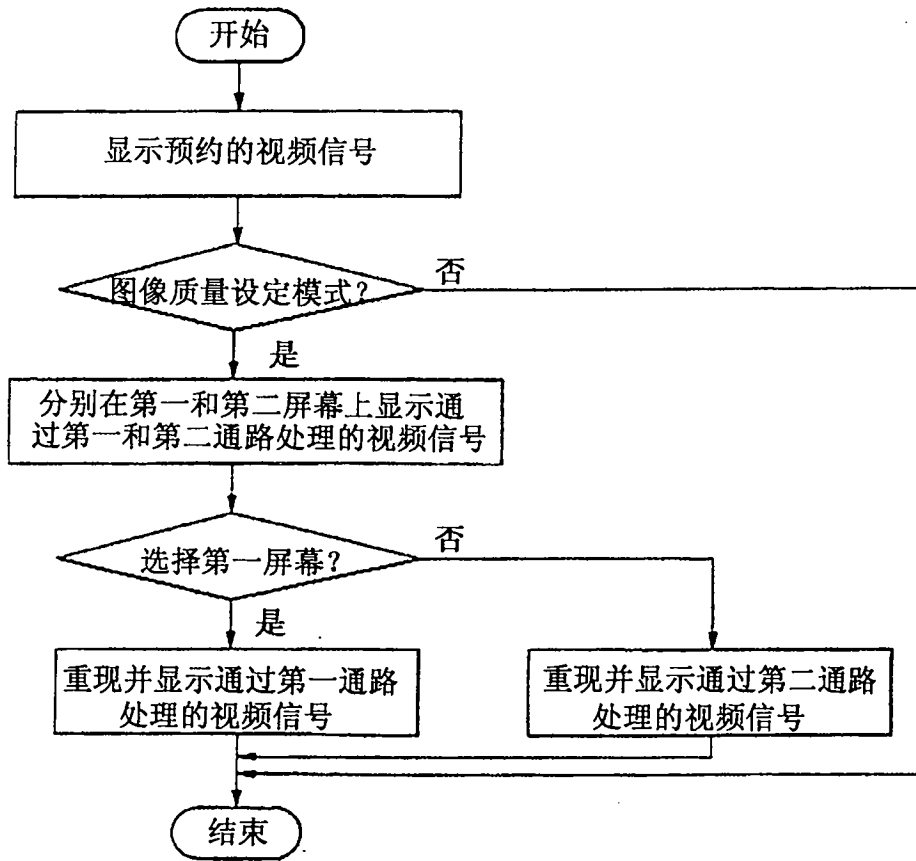 开始
显示预约的视频信号
图像质量设定模式？
否
是
分别在第一和第二屏幕上显示通
过第一和第二通路处理的视频信号
选择第一屏幕？
否
是
重现并显示通过第一通路
处理的视频信号
重现并显示通过第二通路
处理的视频信号
结束